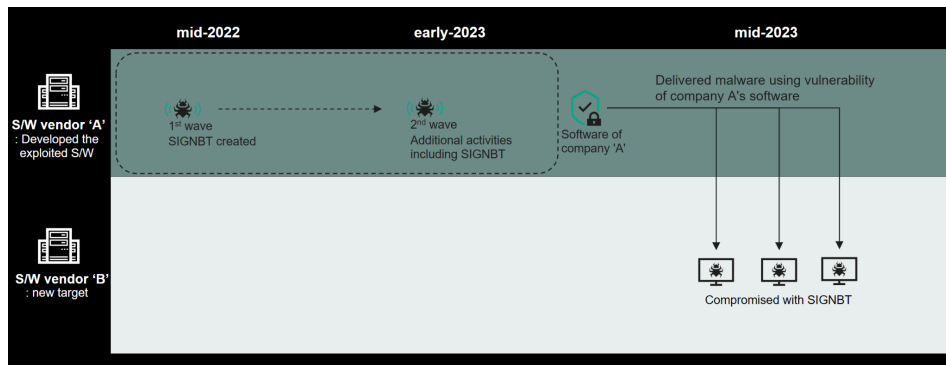 mid-2022
early-2023
mid-2023
S/W vendor ‘A’
: Developed the
exploited S/W
1st wave
SIGNBT created
2nd wave
Additional activities
including SIGNBT
Software of
company 'A'
Delivered malware using vulnerability
of company A's software
S/W vendor ‘B’
: new target
Compromised with SIGNBT